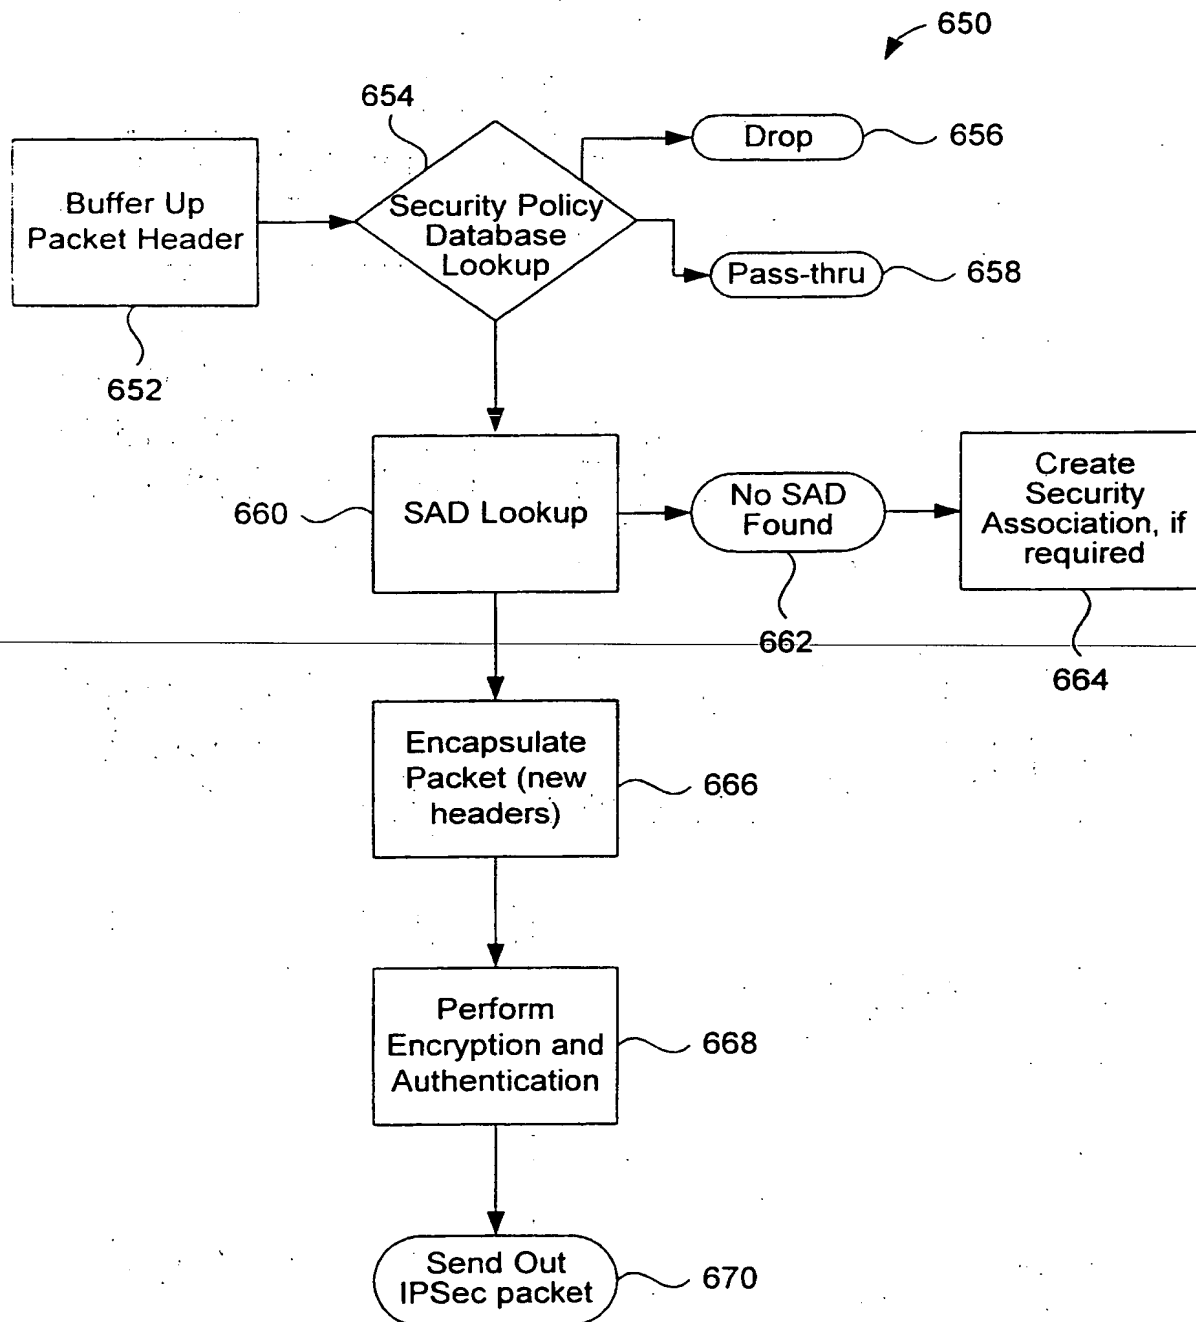 650
654
Drop
656
Buffer Up
Packet Header
Security Policy
Database
Lookup
Pass-thru
658
652
660
SAD Lookup
No SAD
Found
Create
Security
Association, if
required
662
664
Encapsulate
Packet (new
headers)
666
Perform
Encryption and
Authentication
668
Send Out
IPSec packet
670